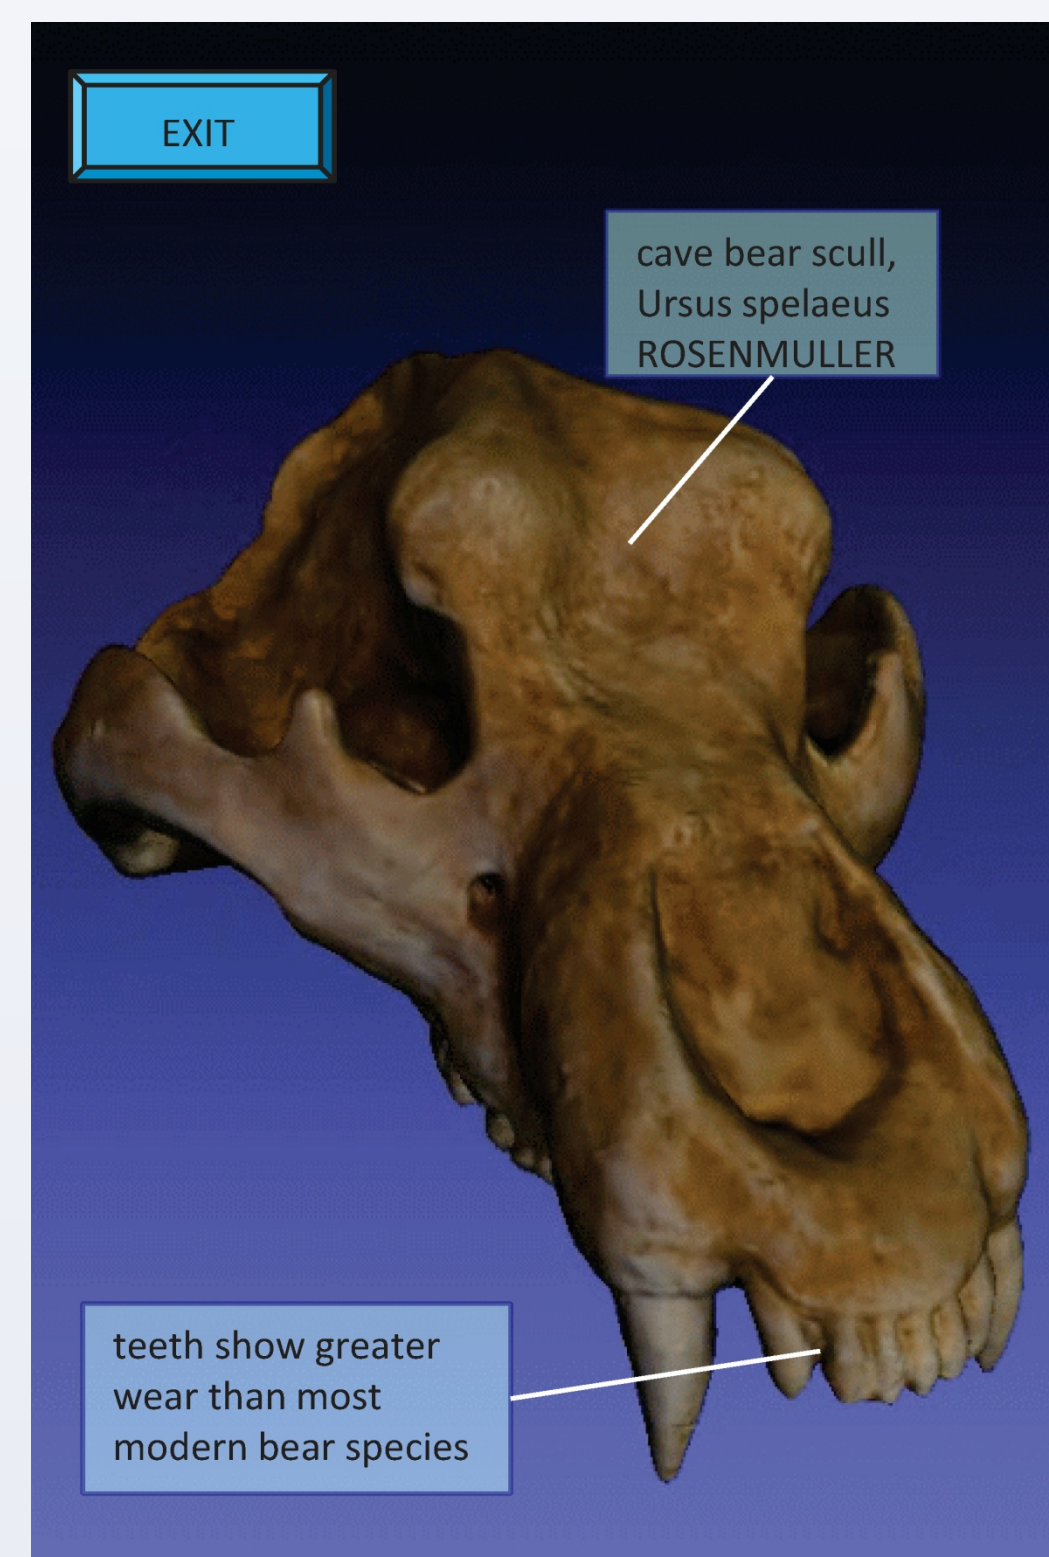 EXIT
cave bear scull,
Ursus spelaeus
ROSENMULLER
teeth show greater
wear than most
modern bear species